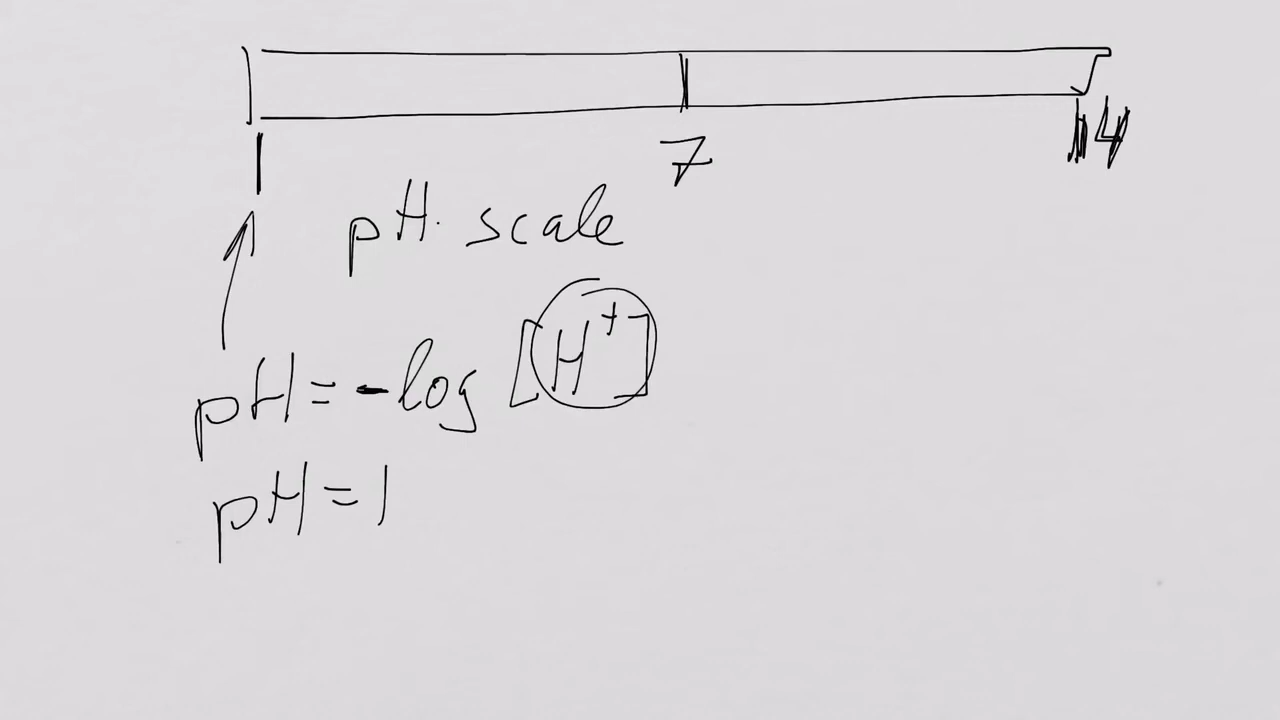 1 7 14
pH scale
pH = -log [H⁺]
pH = 1